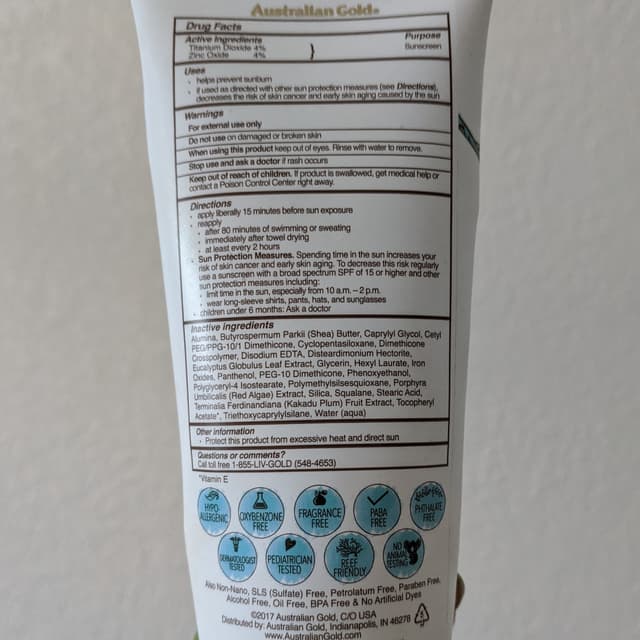 Australian Gold®
Drug Facts
Active Ingredients Purpose
Titanium Dioxide 4% } Sunscreen
Zinc Oxide 4%
Uses
• helps prevent sunburn
• if used as directed with other sun protection measures (see Directions),
decreases the risk of skin cancer and early skin aging caused by the sun
Warnings
For external use only
Do not use on damaged or broken skin
When using this product keep out of eyes. Rinse with water to remove.
Stop use and ask a doctor if rash occurs
Keep out of reach of children. If product is swallowed, get medical help or
contact a Poison Control Center right away.
Directions
• apply liberally 15 minutes before sun exposure
• reapply
• after 80 minutes of swimming or sweating
• immediately after towel drying
• at least every 2 hours
• Sun Protection Measures. Spending time in the sun increases your
risk of skin cancer and early skin aging. To decrease this risk regularly
use a sunscreen with a broad spectrum SPF of 15 or higher and other
sun protection measures including:
• limit time in the sun, especially from 10 a.m. – 2 p.m.
• wear long-sleeve shirts, pants, hats, and sunglasses
• children under 6 months: Ask a doctor
Inactive ingredients
Alumina, Butyrospermum Parkii (Shea) Butter, Caprylyl Glycol, Cetyl
PEG/PPG-10/1 Dimethicone, Cyclopentasiloxane, Dimethicone
Crosspolymer, Disodium EDTA, Disteardimonium Hectorite,
Eucalyptus Globulus Leaf Extract, Glycerin, Hexyl Laurate, Iron
Oxides, Panthenol, PEG-10 Dimethicone, Phenoxyethanol,
Polyglyceryl-4 Isostearate, Polymethylsilsesquioxane, Porphyra
Umbilicalis (Red Algae) Extract, Silica, Squalane, Stearic Acid,
Terminalia Ferdinandiana (Kakadu Plum) Fruit Extract, Tocopheryl
Acetate*, Triethoxycaprylylsilane, Water (aqua)
Other information
• Protect this product from excessive heat and direct sun
Questions or comments?
Call toll free 1-855-LIV-GOLD (548-4653)
*Vitamin E
HYPO-
ALLERGENIC
OXYBENZONE
FREE
FRAGRANCE
FREE
PABA
FREE
PHTHALATE
FREE
DERMATOLOGIST
TESTED
PEDIATRICIAN
TESTED
REEF
FRIENDLY
NO
ANIMAL
TESTING
Also Non-Nano, SLS (Sulfate) Free, Petrolatum Free, Paraben Free,
Alcohol Free, Oil Free, BPA Free & No Artificial Dyes
©2017 Australian Gold, C/O USA
Distributed by: Australian Gold, Indianapolis, IN 46278
www.AustralianGold.com